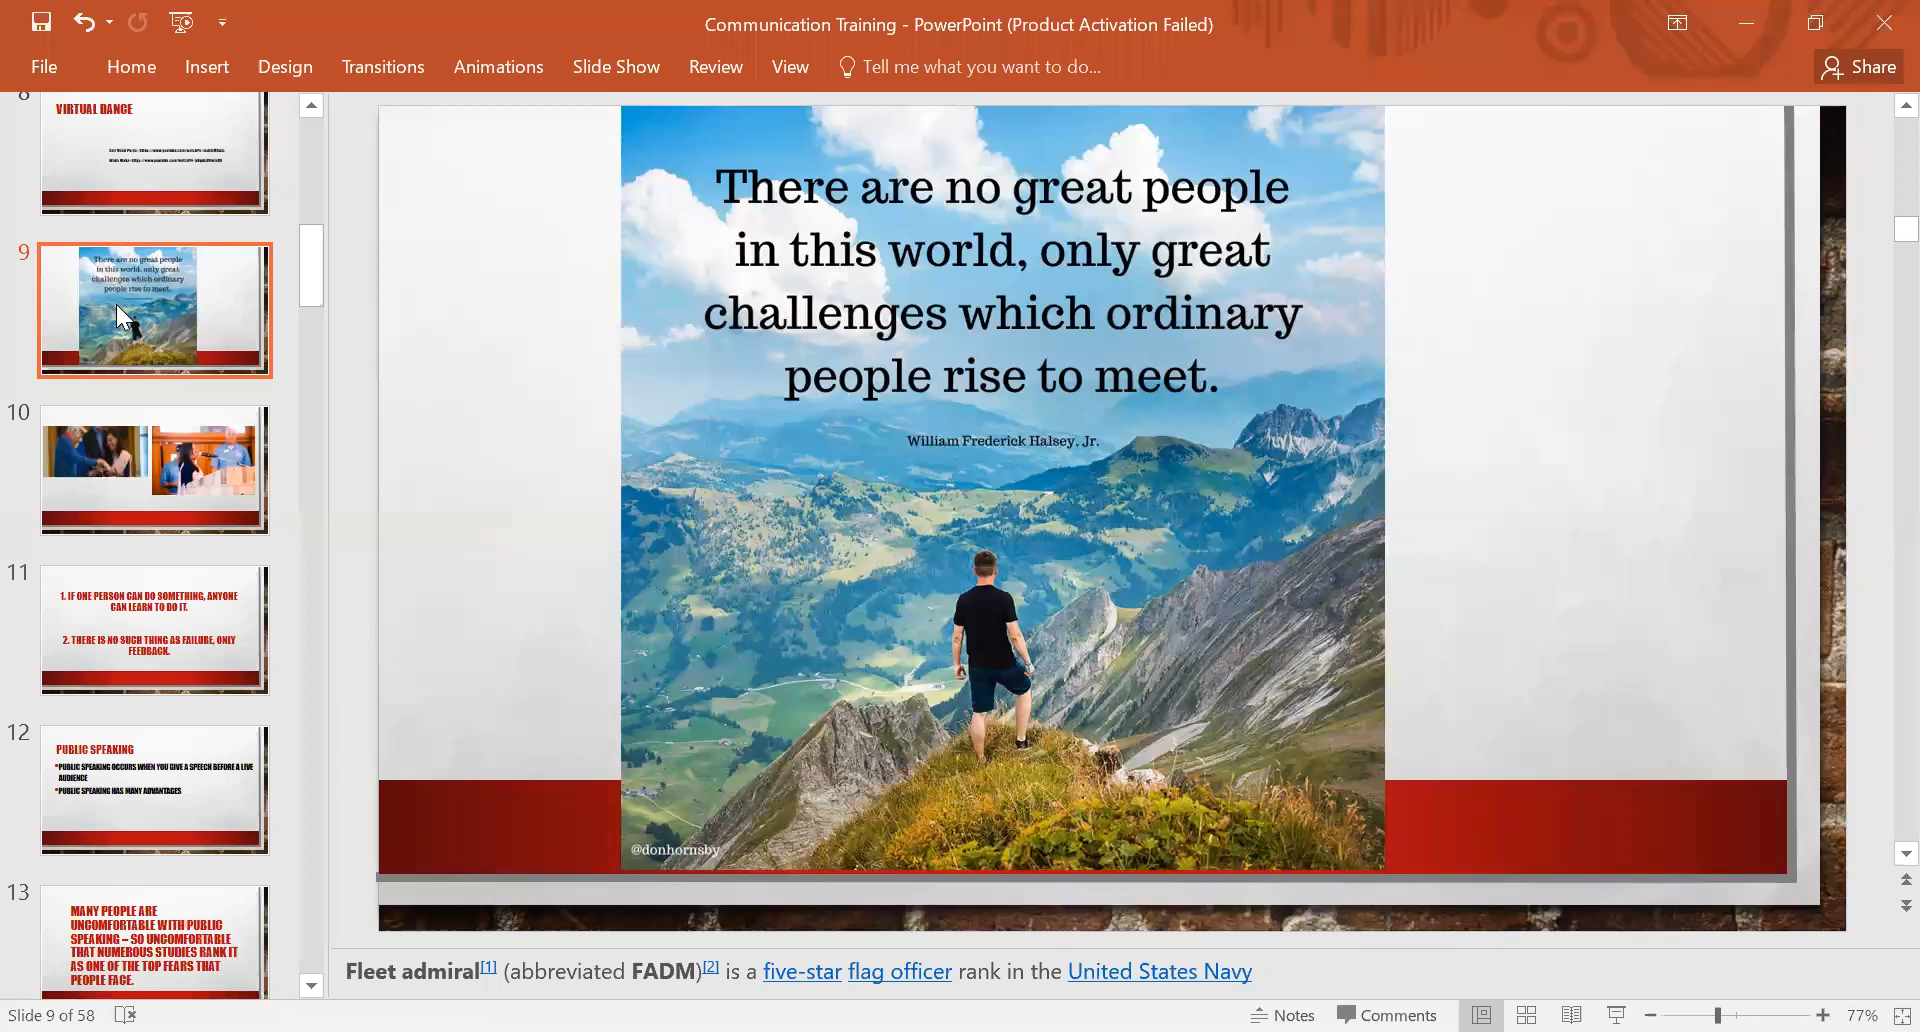 Communication Training - PowerPoint (Product Activation Failed)
File Home Insert Design Transitions Animations Slide Show Review View Tell me what you want to do... Share
8
VIRTUAL DANCE
9
There are no great people
in this world, only great
challenges which ordinary
people rise to meet.
10
11
1. IF ONE PERSON CAN DO SOMETHING, ANYONE
CAN LEARN TO DO IT.
2. THERE IS NO SUCH THING AS FAILURE, ONLY
FEEDBACK.
12
PUBLIC SPEAKING
PUBLIC SPEAKING OCCURS WHEN YOU GIVE A SPEECH BEFORE A LIVE
AUDIENCE
PUBLIC SPEAKING HAS MANY ADVANTAGES
13
MANY PEOPLE ARE
UNCOMFORTABLE WITH PUBLIC
SPEAKING – SO UNCOMFORTABLE
THAT NUMEROUS STUDIES RANK IT
AS ONE OF THE TOP FEARS THAT
PEOPLE FACE.
There are no great people
in this world, only great
challenges which ordinary
people rise to meet.
William Frederick Halsey, Jr.
@donhornsby
Fleet admiral[1] (abbreviated FADM)[2] is a five-star flag officer rank in the United States Navy
Slide 9 of 58 Notes Comments 77%